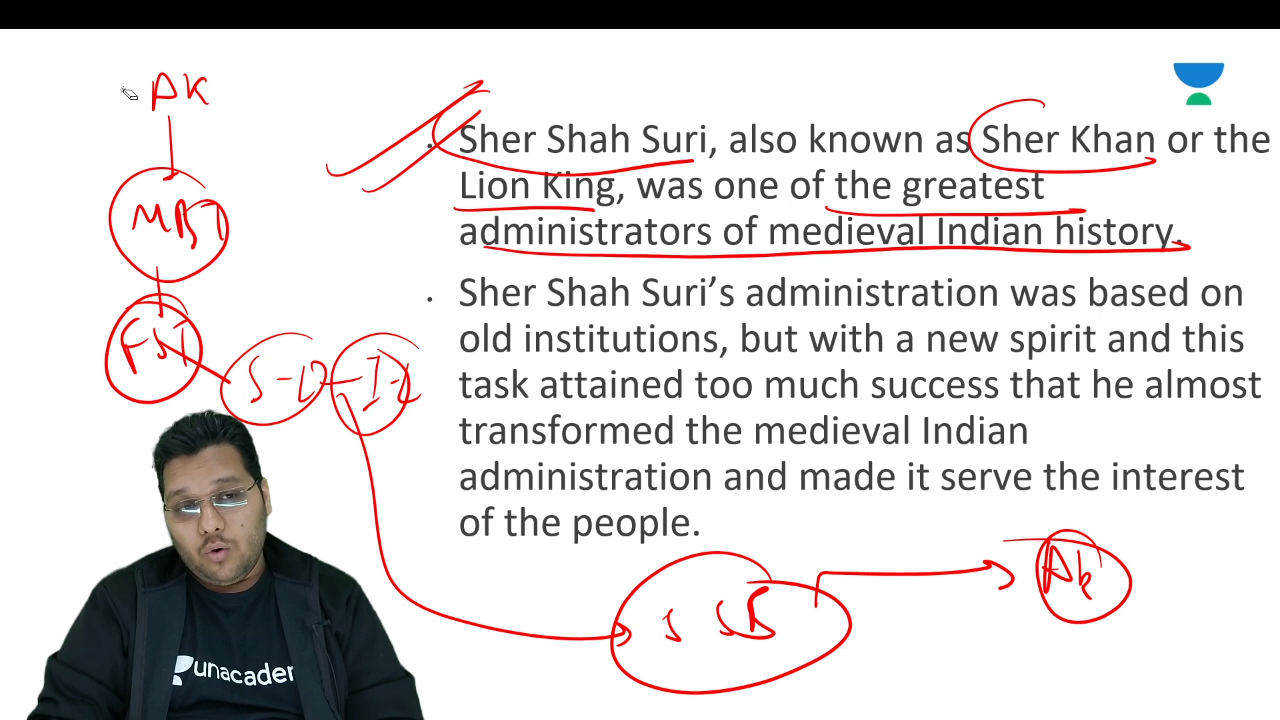 AK
MBT
FST
S-L
I-L
• Sher Shah Suri, also known as Sher Khan or the
Lion King, was one of the greatest
administrators of medieval Indian history.
• Sher Shah Suri’s administration was based on
old institutions, but with a new spirit and this
task attained too much success that he almost
transformed the medieval Indian
administration and made it serve the interest
of the people.
Ak
unacadem